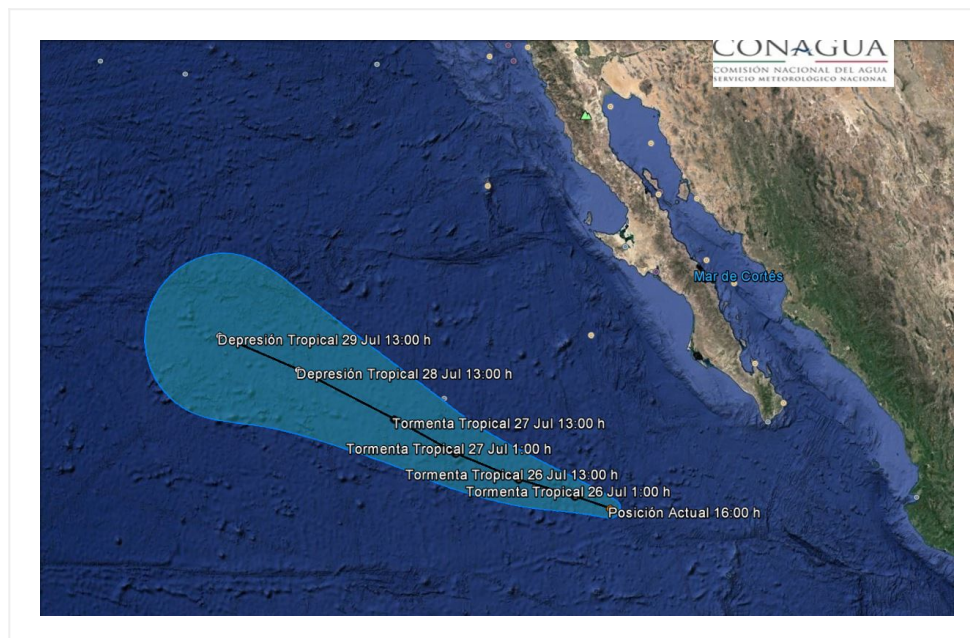 CONAGUA
COMISIÓN NACIONAL DEL AGUA
SERVICIO METEOROLÓGICO NACIONAL
Mar de Cortés
Depresión Tropical 29 Jul 13:00 h
Depresión Tropical 28 Jul 13:00 h
Tormenta Tropical 27 Jul 13:00 h
Tormenta Tropical 27 Jul 1:00 h
Tormenta Tropical 26 Jul 13:00 h
Tormenta Tropical 26 Jul 1:00 h
Posición Actual 16:00 h